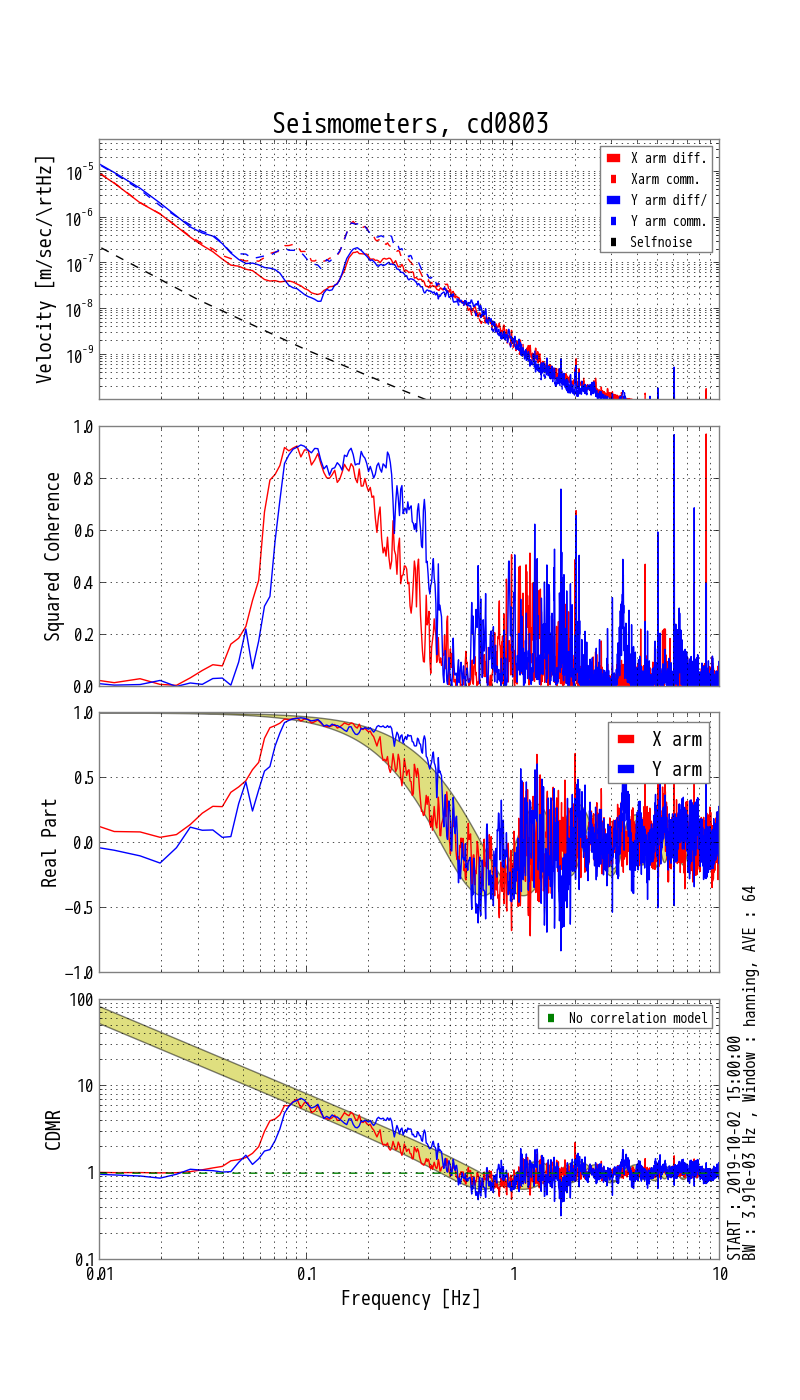 Seismometers, cd0803
Velocity [m/sec/\rtHz]
10^-5
10^-6
10^-7
10^-8
10^-9
X arm diff.
Xarm comm.
Y arm diff/
Y arm comm.
Selfnoise
Squared Coherence
1.0
0.8
0.6
0.4
0.2
0.0
Real Part
1.0
0.5
0.0
−0.5
−1.0
X arm
Y arm
CDMR
100
10
1
0.1
No correlation model
0.01
0.1
1
10
Frequency [Hz]
START : 2019-10-02 15:00:00
BW : 3.91e-03 Hz , Window : hanning, AVE : 64